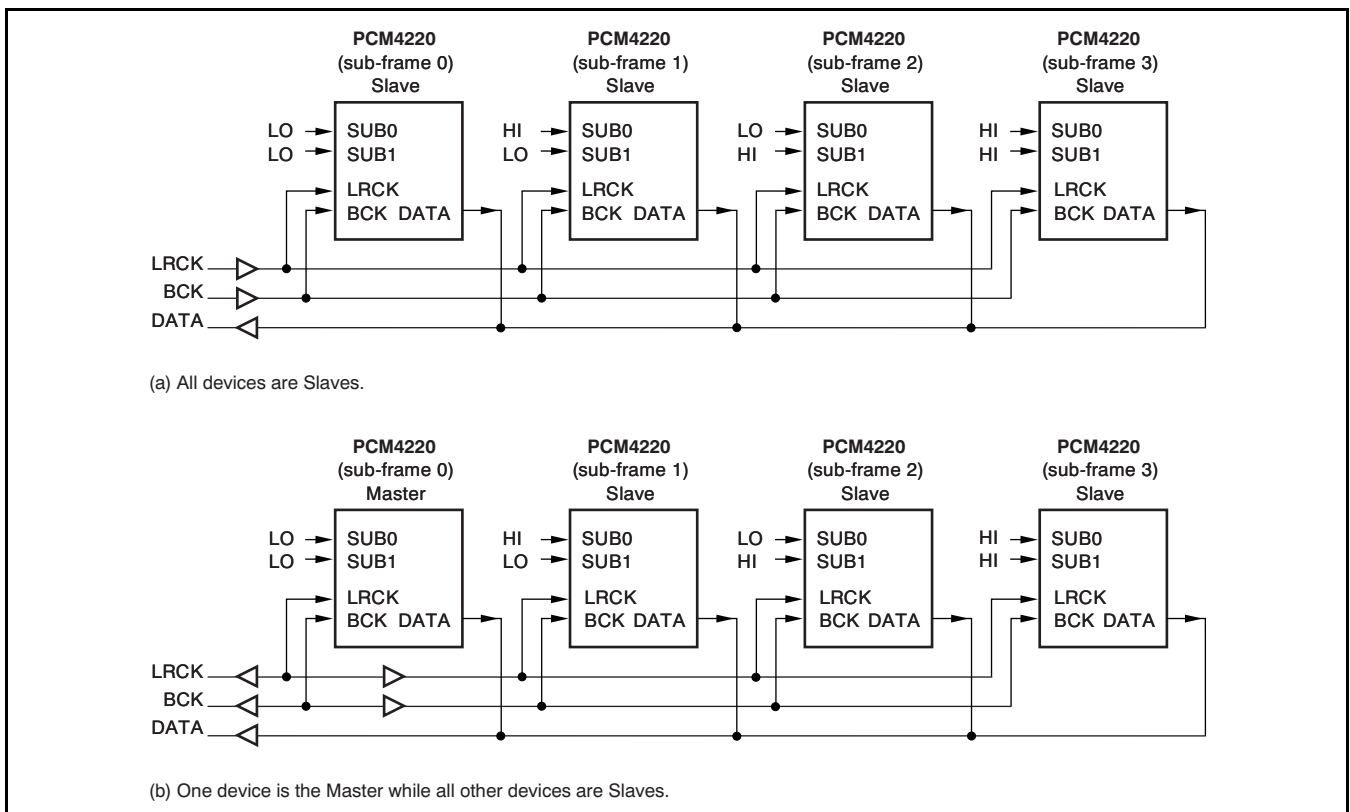 PCM4220
(sub-frame 0)
Slave
PCM4220
(sub-frame 1)
Slave
PCM4220
(sub-frame 2)
Slave
PCM4220
(sub-frame 3)
Slave
LO SUB0
LO SUB1
LRCK
BCK DATA
HI SUB0
LO SUB1
LRCK
BCK DATA
LO SUB0
HI SUB1
LRCK
BCK DATA
HI SUB0
HI SUB1
LRCK
BCK DATA
LRCK
BCK
DATA
(a) All devices are Slaves.
PCM4220
(sub-frame 0)
Master
PCM4220
(sub-frame 1)
Slave
PCM4220
(sub-frame 2)
Slave
PCM4220
(sub-frame 3)
Slave
LO SUB0
LO SUB1
LRCK
BCK DATA
HI SUB0
LO SUB1
LRCK
BCK DATA
LO SUB0
HI SUB1
LRCK
BCK DATA
HI SUB0
HI SUB1
LRCK
BCK DATA
LRCK
BCK
DATA
(b) One device is the Master while all other devices are Slaves.